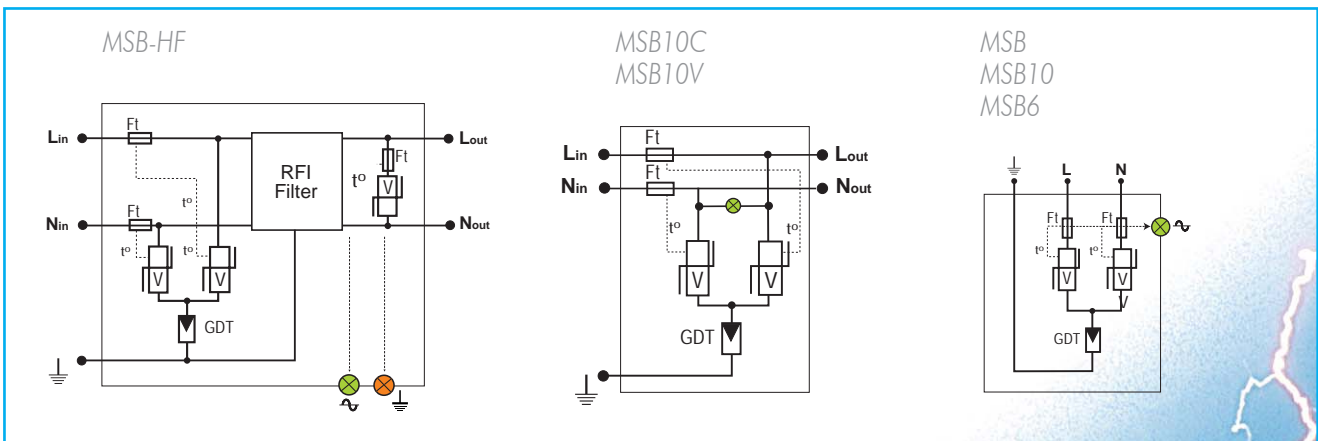 MSB-HF
MSB10C
MSB10V
MSB
MSB10
MSB6
Lin
Ft
RFI
Filter
Ft
Lout
tº
V
tº
Nin
Ft
Nout
tº
V
tº
V
GDT
Lin
Ft
Lout
Nin
Ft
Nout
tº
V
tº
V
GDT
L
N
Ft
Ft
tº
V
tº
V
V
GDT